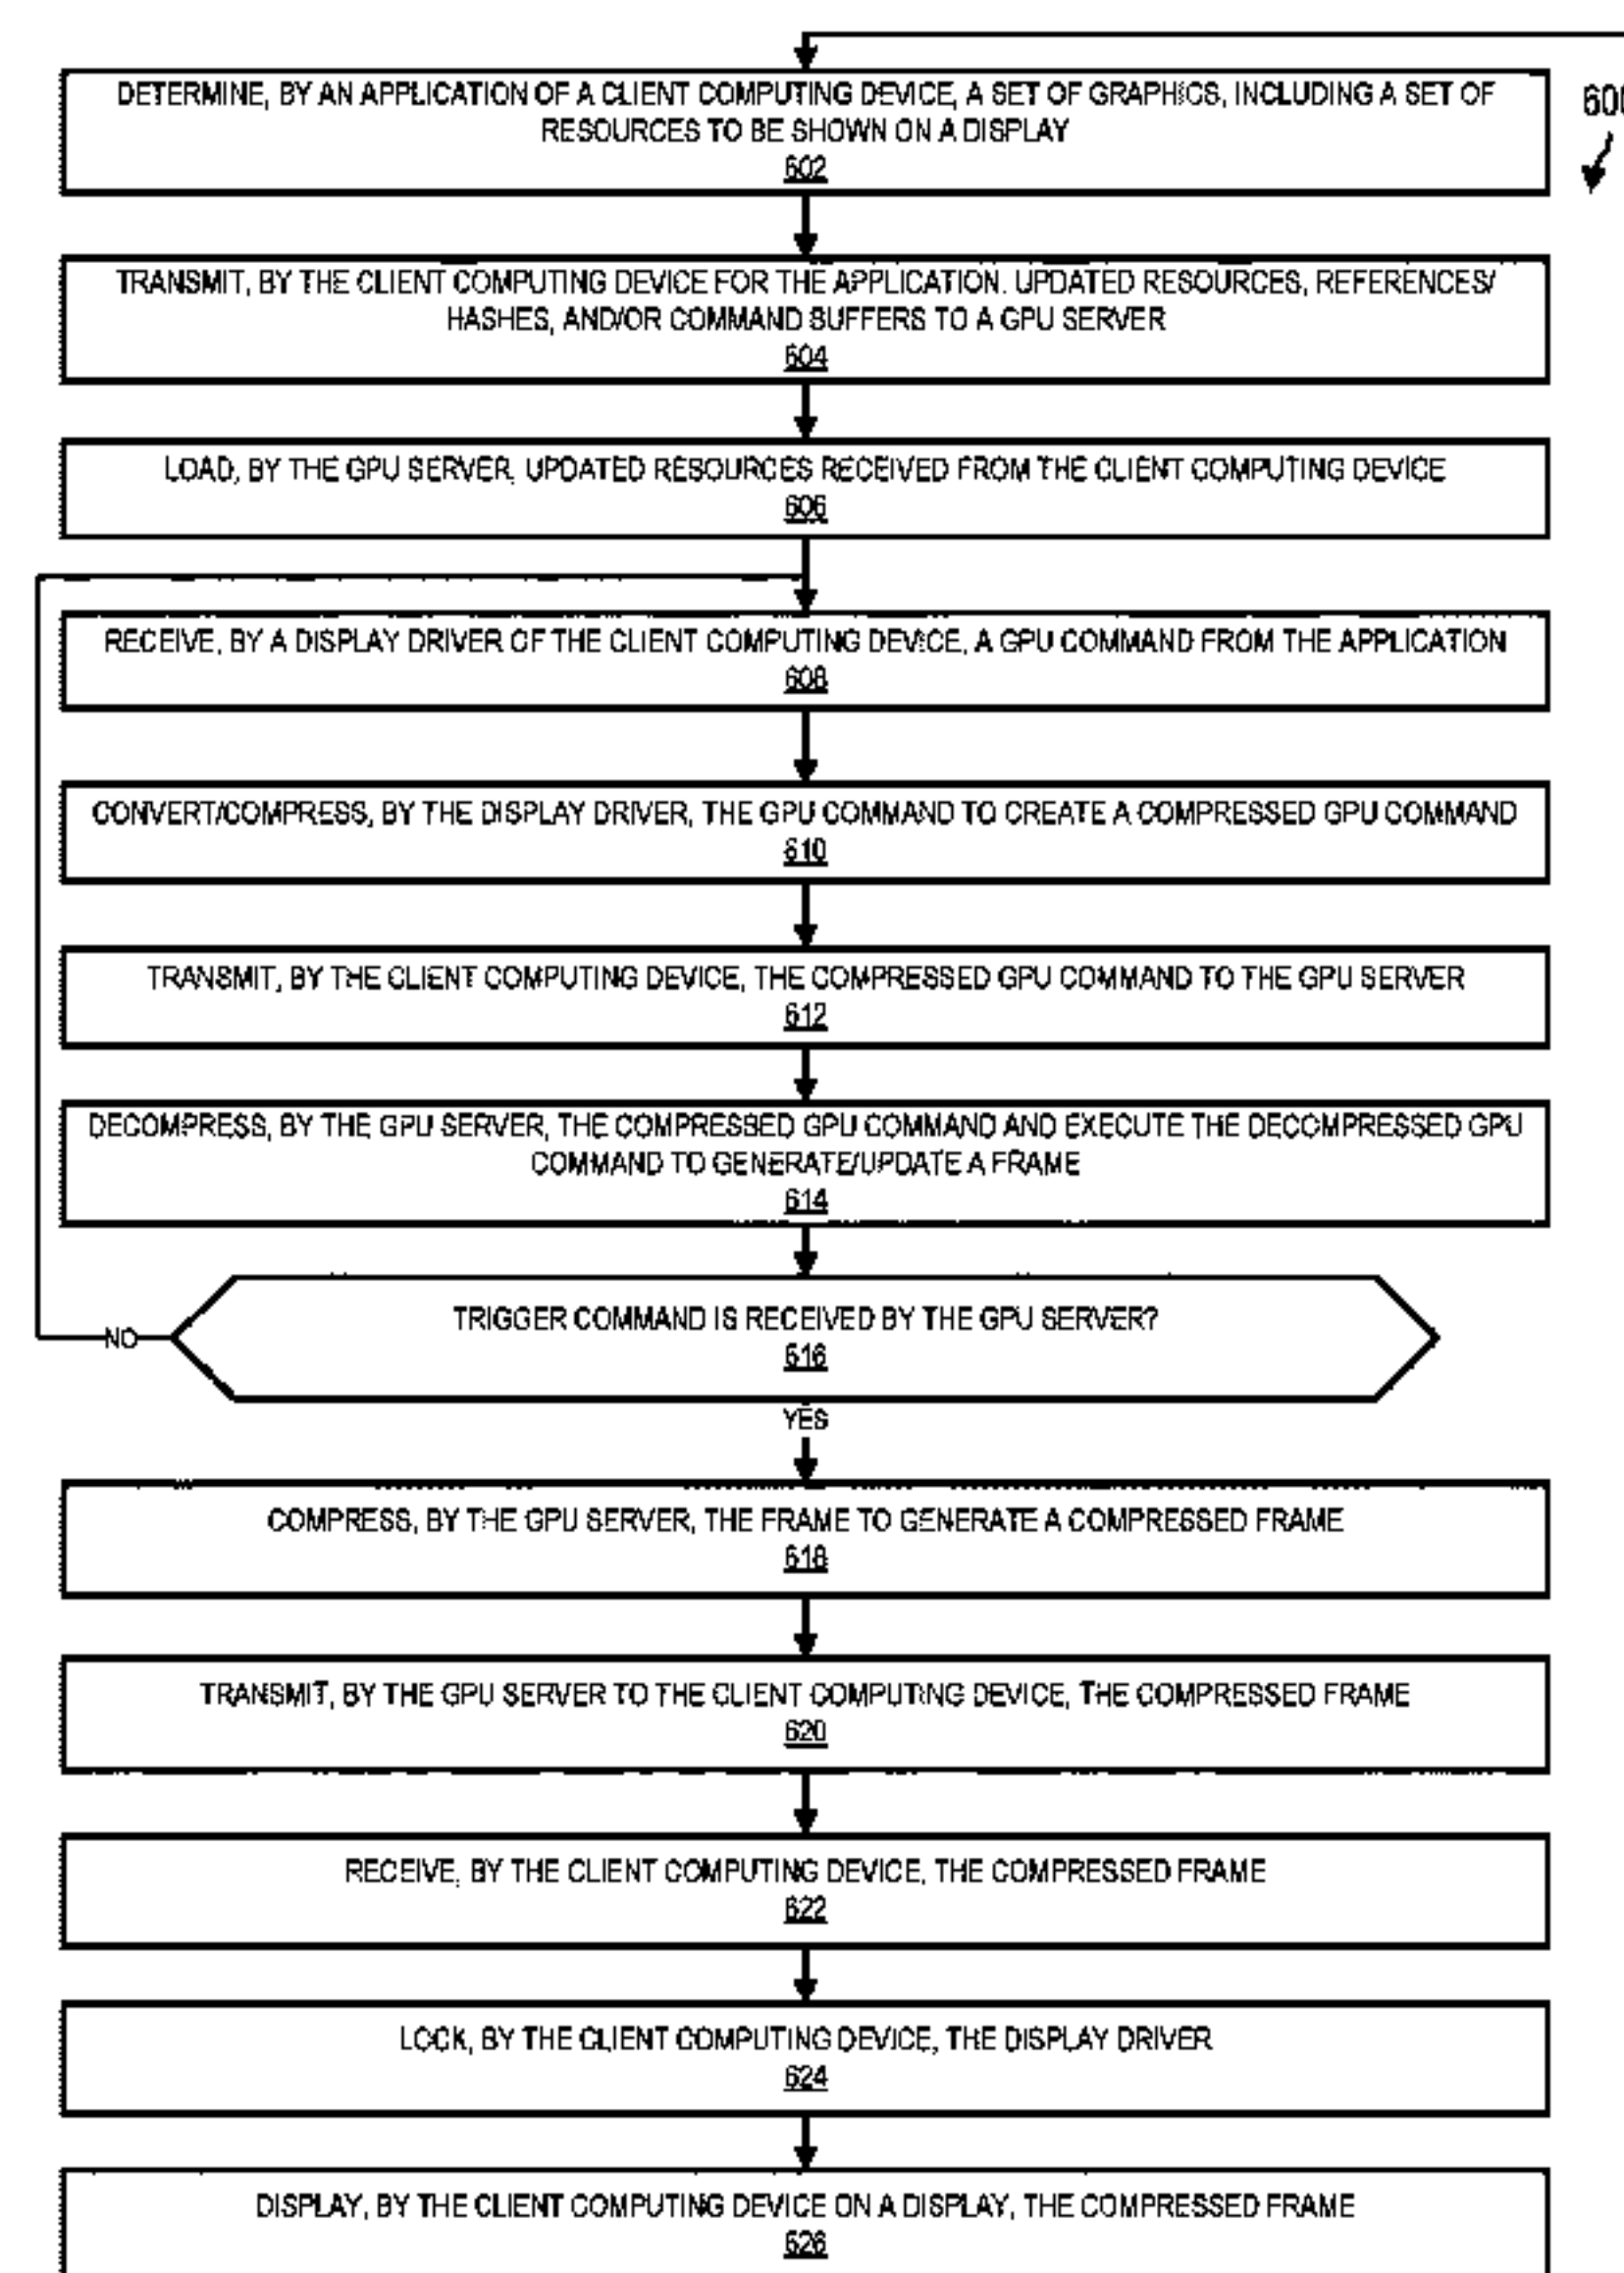 DETERMINE, BY AN APPLICATION OF A CLIENT COMPUTING DEVICE, A SET OF GRAPHICS, INCLUDING A SET OF
RESOURCES TO BE SHOWN ON A DISPLAY
602
600
TRANSMIT, BY THE CLIENT COMPUTING DEVICE FOR THE APPLICATION. UPDATED RESOURCES, REFERENCES/
HASHES, AND/OR COMMAND BUFFERS TO A GPU SERVER
604
LOAD, BY THE GPU SERVER, UPDATED RESOURCES RECEIVED FROM THE CLIENT COMPUTING DEVICE
606
RECEIVE, BY A DISPLAY DRIVER OF THE CLIENT COMPUTING DEVICE, A GPU COMMAND FROM THE APPLICATION
608
CONVERT/COMPRESS, BY THE DISPLAY DRIVER, THE GPU COMMAND TO CREATE A COMPRESSED GPU COMMAND
610
TRANSMIT, BY THE CLIENT COMPUTING DEVICE, THE COMPRESSED GPU COMMAND TO THE GPU SERVER
612
DECOMPRESS, BY THE GPU SERVER, THE COMPRESSED GPU COMMAND AND EXECUTE THE DECOMPRESSED GPU
COMMAND TO GENERATE/UPDATE A FRAME
614
TRIGGER COMMAND IS RECEIVED BY THE GPU SERVER?
616
NO
YES
COMPRESS, BY THE GPU SERVER, THE FRAME TO GENERATE A COMPRESSED FRAME
618
TRANSMIT, BY THE GPU SERVER TO THE CLIENT COMPUTING DEVICE, THE COMPRESSED FRAME
620
RECEIVE, BY THE CLIENT COMPUTING DEVICE, THE COMPRESSED FRAME
622
LOCK, BY THE CLIENT COMPUTING DEVICE, THE DISPLAY DRIVER
624
DISPLAY, BY THE CLIENT COMPUTING DEVICE ON A DISPLAY, THE COMPRESSED FRAME
626